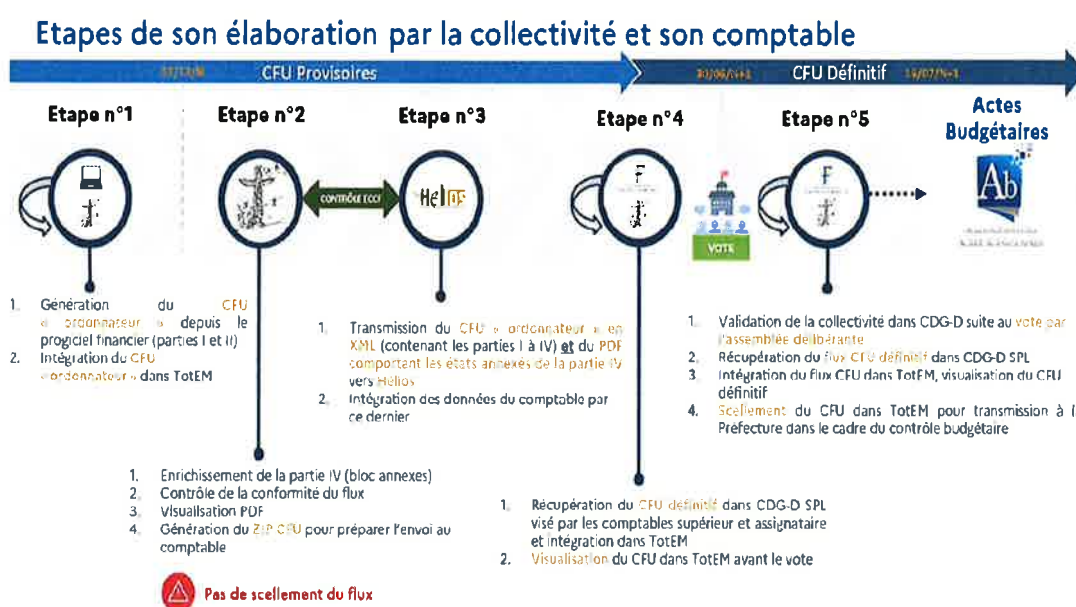 Etapes de son élaboration par la collectivité et son comptable
CFU Provisoires
30/06/N+1
CFU Définitif
15/07/N+1
Etape n°1
Etape n°2
Etape n°3
Etape n°4
Etape n°5
Actes
Budgétaires
CONTRÔLE
Hélios
F
F
Ab
VOTE
1. Génération du CFU
« ordonnateur » depuis le
progiciel financier (parties I et II)
2. Intégration du CFU
« ordonnateur » dans TotEM
1. Enrichissement de la partie IV (bloc annexes)
2. Contrôle de la conformité du flux
3. Visualisation PDF
4. Génération du ZIP CFU pour préparer l'envoi au
comptable
Pas de scellement du flux
1. Transmission du CFU « ordonnateur » en
XML (contenant les parties I à IV) et du PDF
comportant les états annexés de la partie IV
vers Hélios
2. Intégration des données du comptable par
ce dernier
1. Récupération du CFU définitif dans CDG-D SPL
visé par les comptables supérieur et assignataire
et intégration dans TotEM
2. Visualisation du CFU dans TotEM avant le vote
1. Validation de la collectivité dans CDG-D suite au vote par
l'assemblée délibérante
2. Récupération du flux CFU définitif dans CDG-D SPL
3. Intégration du flux CFU dans TotEM, visualisation du CFU
définitif
4. Scellement du CFU dans TotEM pour transmission à l
Préfecture dans le cadre du contrôle budgétaire